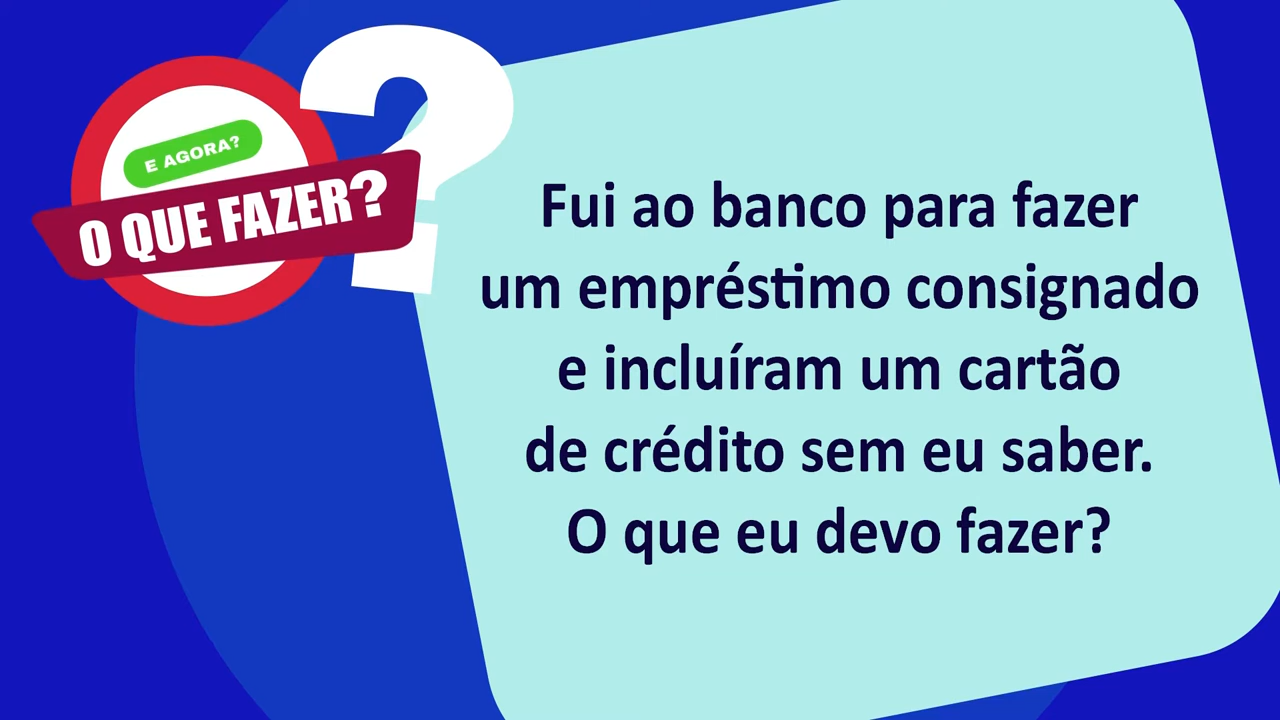 E AGORA?
O QUE FAZER?
Fui ao banco para fazer
um empréstimo consignado
e incluíram um cartão
de crédito sem eu saber.
O que eu devo fazer?